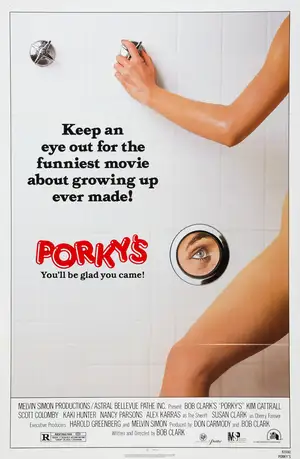 Keep an
eye out for the
funniest movie
about growing up
ever made!
PORKY'S
You'll be glad you came!
MELVIN SIMON PRODUCTIONS/ASTRAL BELLEVUE PATHE INC. Present BOB CLARK'S "PORKY'S" KIM CATTRALL
SCOTT COLOMBY KAKI HUNTER NANCY PARSONS ALEX KARRAS as The Sheriff SUSAN CLARK as Cherry Forever
Executive Producers HAROLD GREENBERG and MELVIN SIMON Produced by DON CARMODY and BOB CLARK
Written and Directed by BOB CLARK
R RESTRICTED
PORKY'S